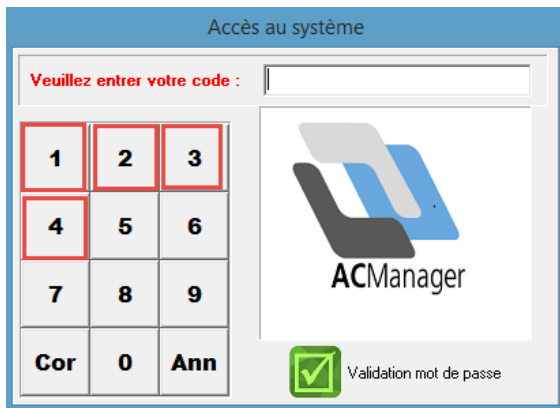 Accès au système
Veuillez entrer votre code :
1 2 3
4 5 6
7 8 9
Cor 0 Ann
ACManager
Validation mot de passe